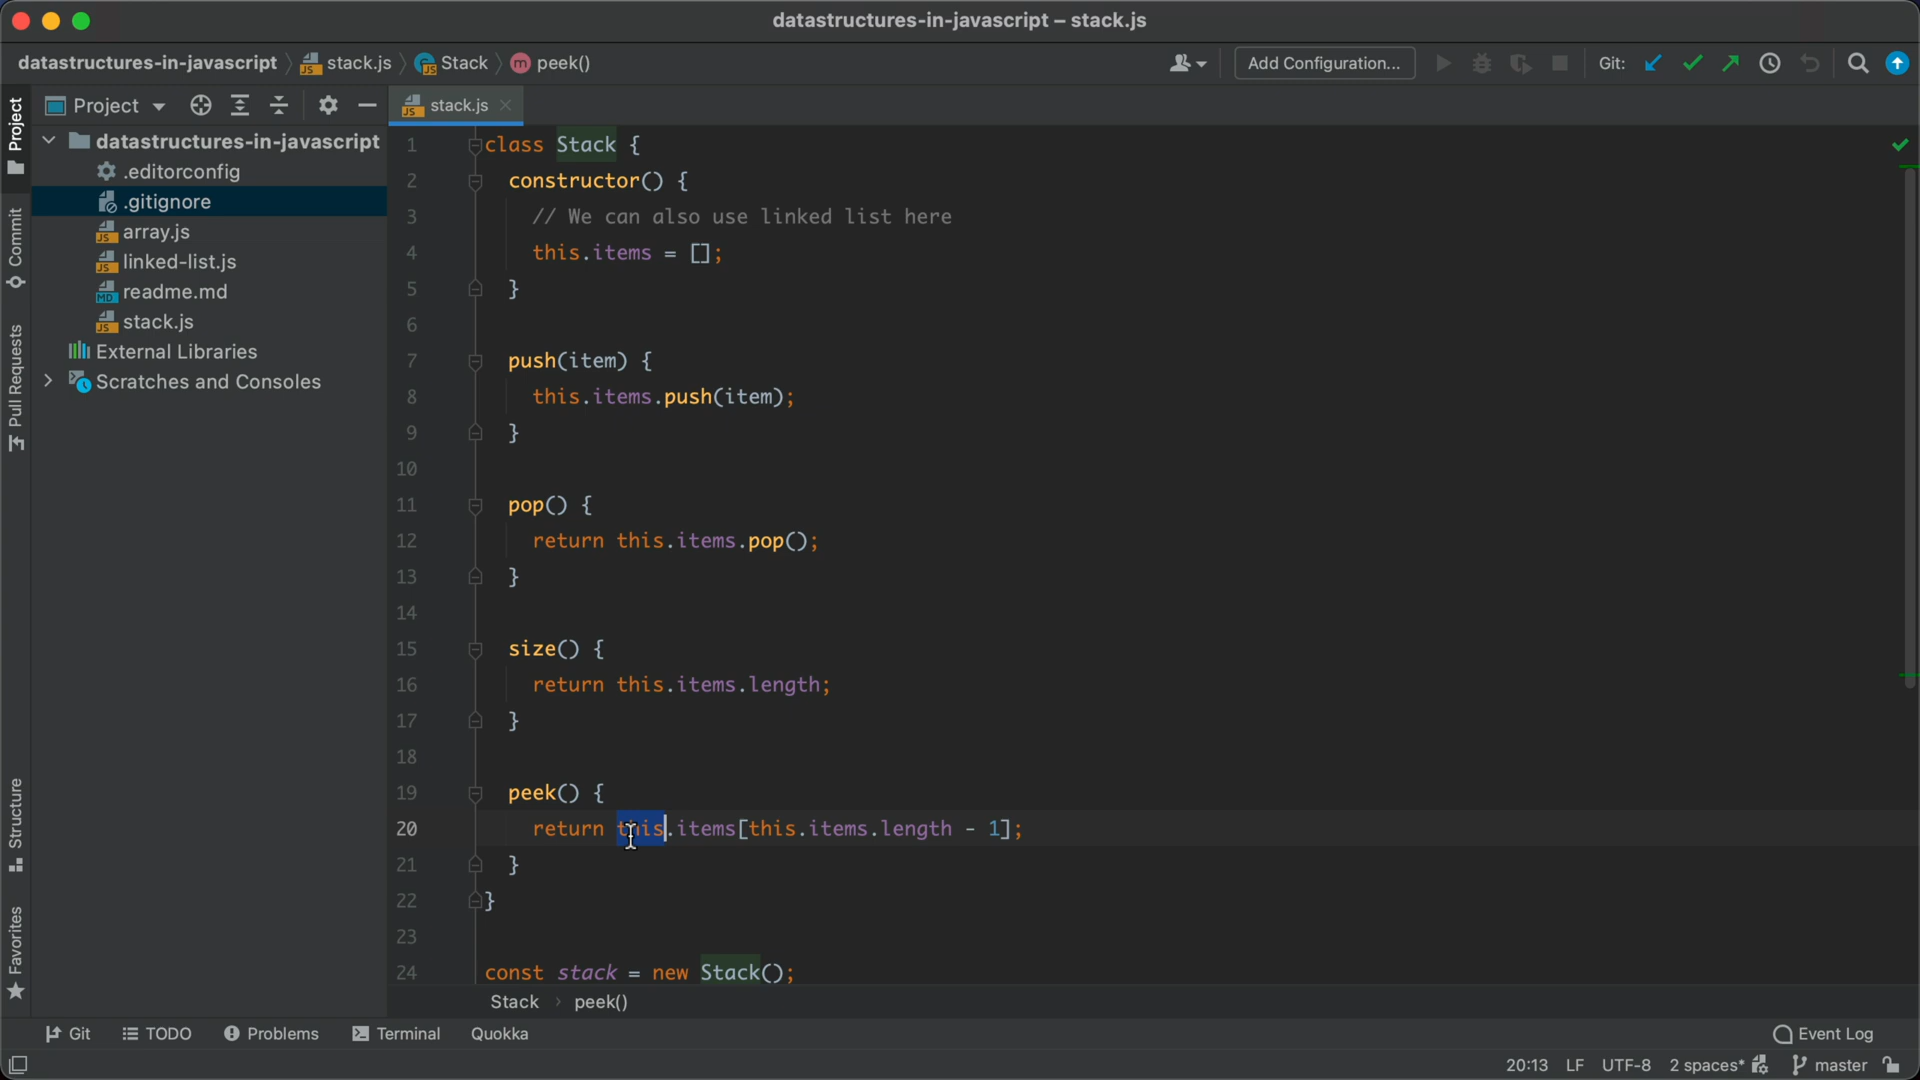 datastructures-in-javascript – stack.js
datastructures-in-javascript stack.js Stack m peek() Add Configuration... Git:
Project
stack.js
Project
Commit
Pull Requests
Structure
Favorites
datastructures-in-javascript
.editorconfig
.gitignore
array.js
linked-list.js
readme.md
stack.js
External Libraries
Scratches and Consoles
1 class Stack {
2 constructor() {
3 // We can also use linked list here
4 this.items = [];
5 }
6
7 push(item) {
8 this.items.push(item);
9 }
10
11 pop() {
12 return this.items.pop();
13 }
14
15 size() {
16 return this.items.length;
17 }
18
19 peek() {
20 return this.items[this.items.length - 1];
21 }
22 }
23
24 const stack = new Stack();
Stack › peek()
Git TODO Problems Terminal Quokka Event Log
20:13 LF UTF-8 2 spaces* master